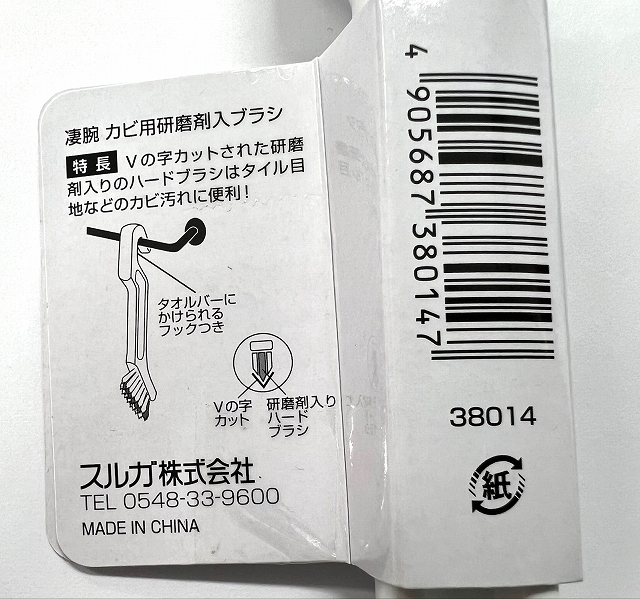 凄腕 カビ用研磨剤入ブラシ
特長 Vの字カットされた研磨
剤入りのハードブラシはタイル目
地などのカビ汚れに便利!
タオルバーに
かけられる
フックつき
Vの字
カット
研磨剤入り
ハード
ブラシ
スルガ株式会社
TEL 0548-33-9600
MADE IN CHINA
4 905687 380147
38014
紙